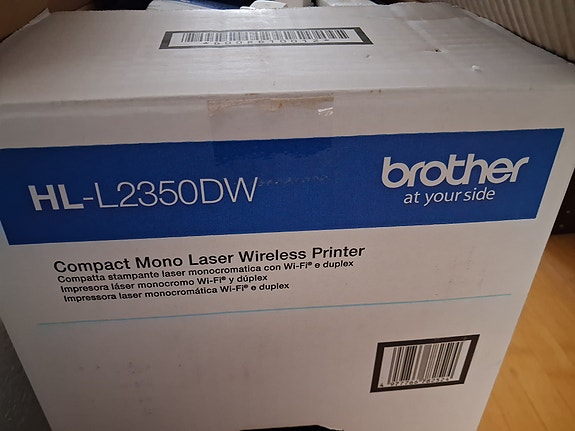 HL-L2350DW
brother
at your side
Compact Mono Laser Wireless Printer
Compatta stampante laser monocromatica con Wi-Fi® e duplex
Impresora láser monocromo Wi-Fi® y dúplex
Impressora laser monocromática Wi-Fi® e duplex